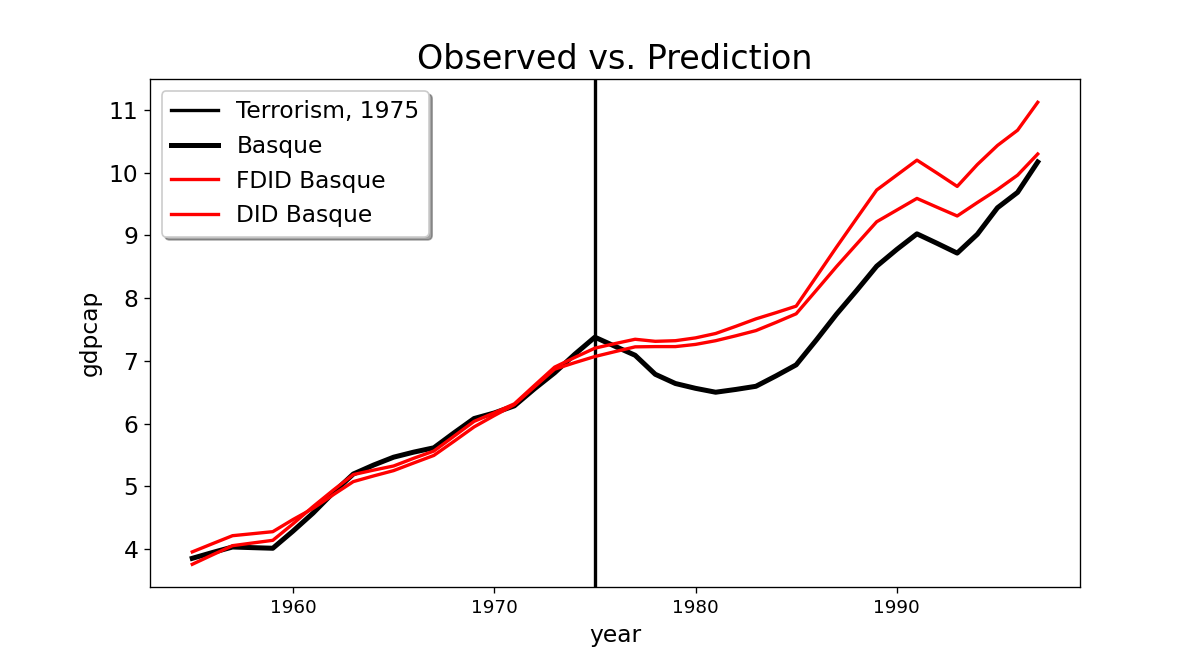 Observed vs. Prediction
Terrorism, 1975
Basque
FDID Basque
DID Basque
11
10
9
8
7
6
5
4
gdpcap
1960 1970 1980 1990
year